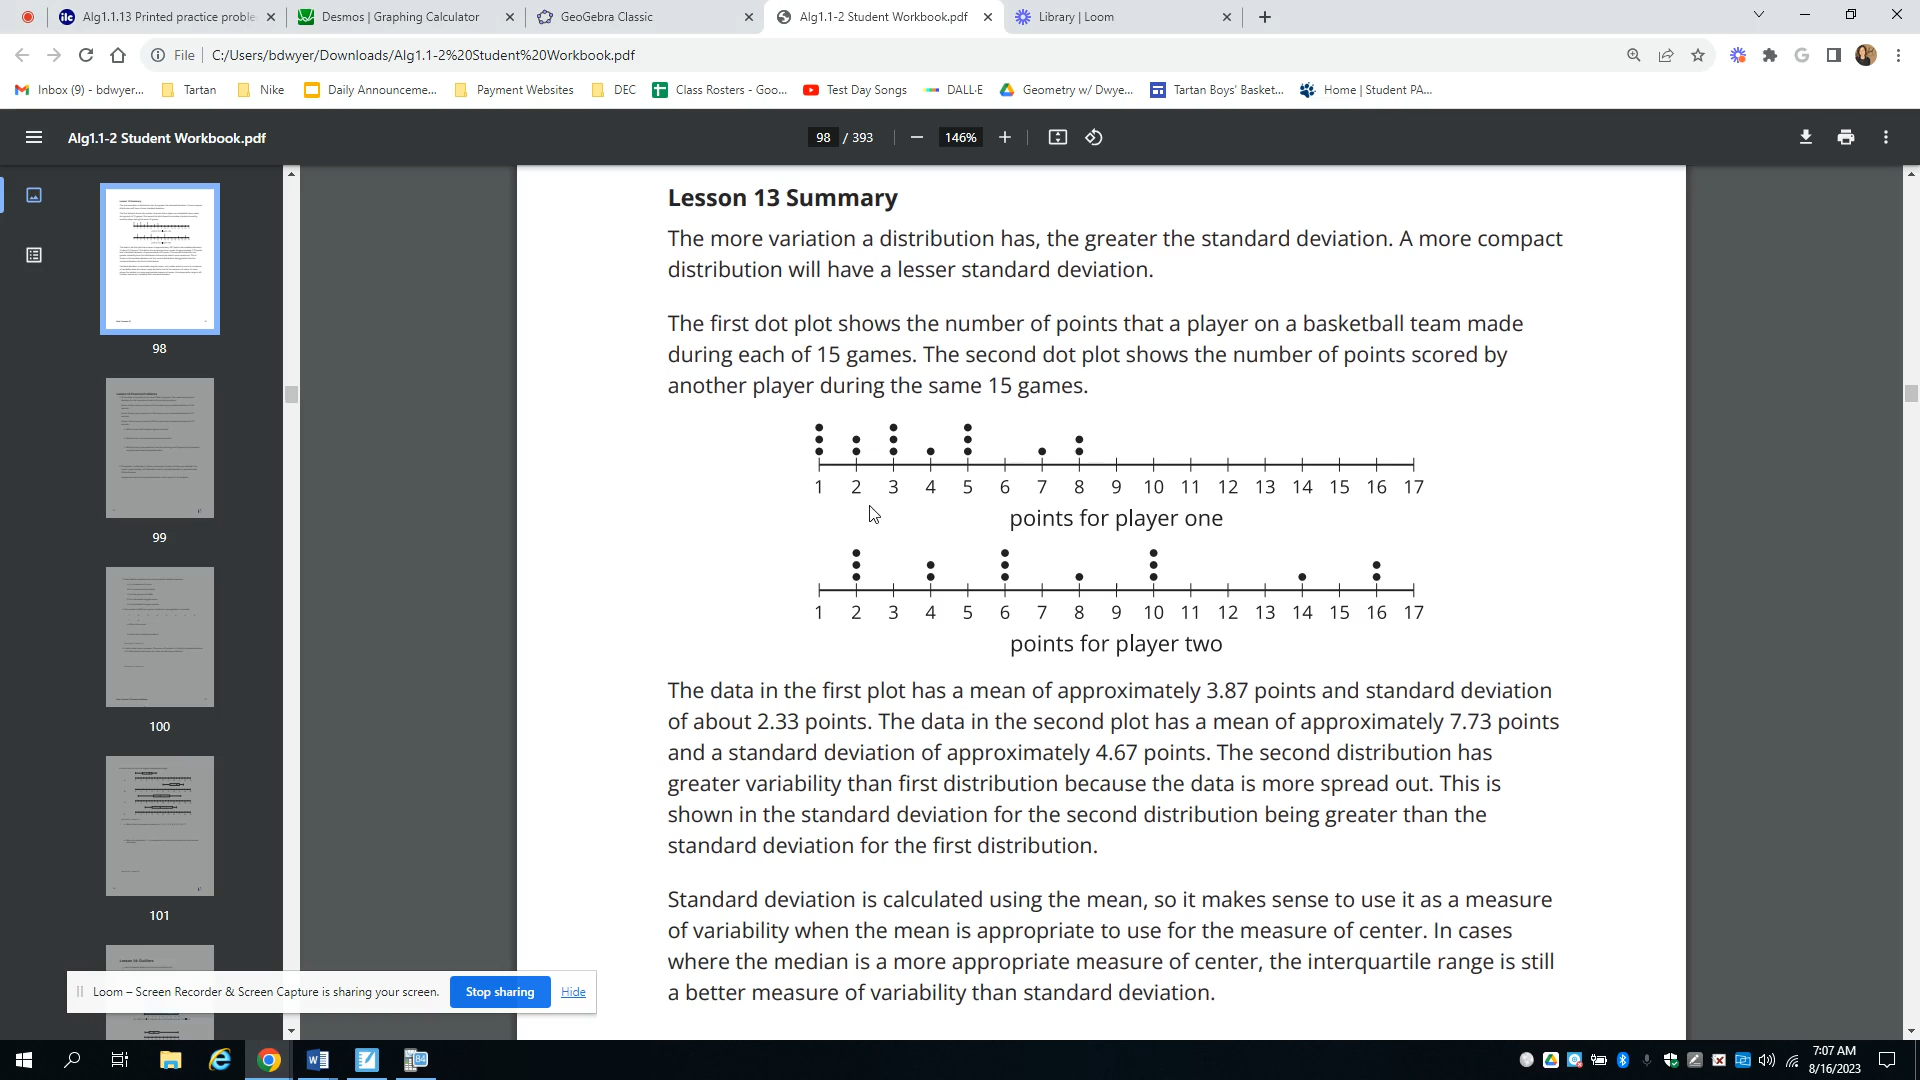 Alg1.1.13 Printed practice proble
Desmos | Graphing Calculator
GeoGebra Classic
Alg1.1-2 Student Workbook.pdf
Library | Loom
File
C:/Users/bdwyer/Downloads/Alg1.1-2%20Student%20Workbook.pdf
Inbox (9) - bdwyer...
Tartan
Nike
Daily Announceme...
Payment Websites
DEC
Class Rosters - Goo...
Test Day Songs
DALL·E
Geometry w/ Dwye...
Tartan Boys' Basket...
Home | Student PA...
Alg1.1-2 Student Workbook.pdf
98 / 393
146%
98
99
100
101
Lesson 13 Summary
The more variation a distribution has, the greater the standard deviation. A more compact
distribution will have a lesser standard deviation.
The first dot plot shows the number of points that a player on a basketball team made
during each of 15 games. The second dot plot shows the number of points scored by
another player during the same 15 games.
1 2 3 4 5 6 7 8 9 10 11 12 13 14 15 16 17
points for player one
1 2 3 4 5 6 7 8 9 10 11 12 13 14 15 16 17
points for player two
The data in the first plot has a mean of approximately 3.87 points and standard deviation
of about 2.33 points. The data in the second plot has a mean of approximately 7.73 points
and a standard deviation of approximately 4.67 points. The second distribution has
greater variability than first distribution because the data is more spread out. This is
shown in the standard deviation for the second distribution being greater than the
standard deviation for the first distribution.
Standard deviation is calculated using the mean, so it makes sense to use it as a measure
of variability when the mean is appropriate to use for the measure of center. In cases
where the median is a more appropriate measure of center, the interquartile range is still
a better measure of variability than standard deviation.
Loom – Screen Recorder & Screen Capture is sharing your screen.
Stop sharing
Hide
7:07 AM
8/16/2023